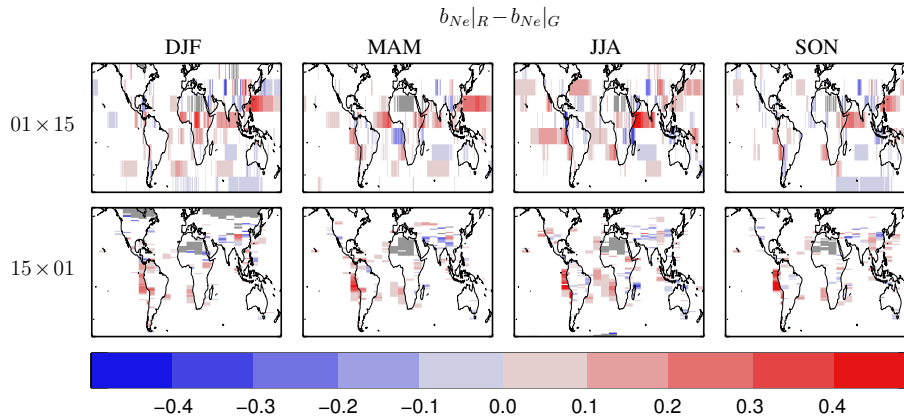 b_{Ne}|_R − b_{Ne}|_G
DJF MAM JJA SON
01 × 15
15 × 01
−0.4 −0.3 −0.2 −0.1 0.0 0.1 0.2 0.3 0.4